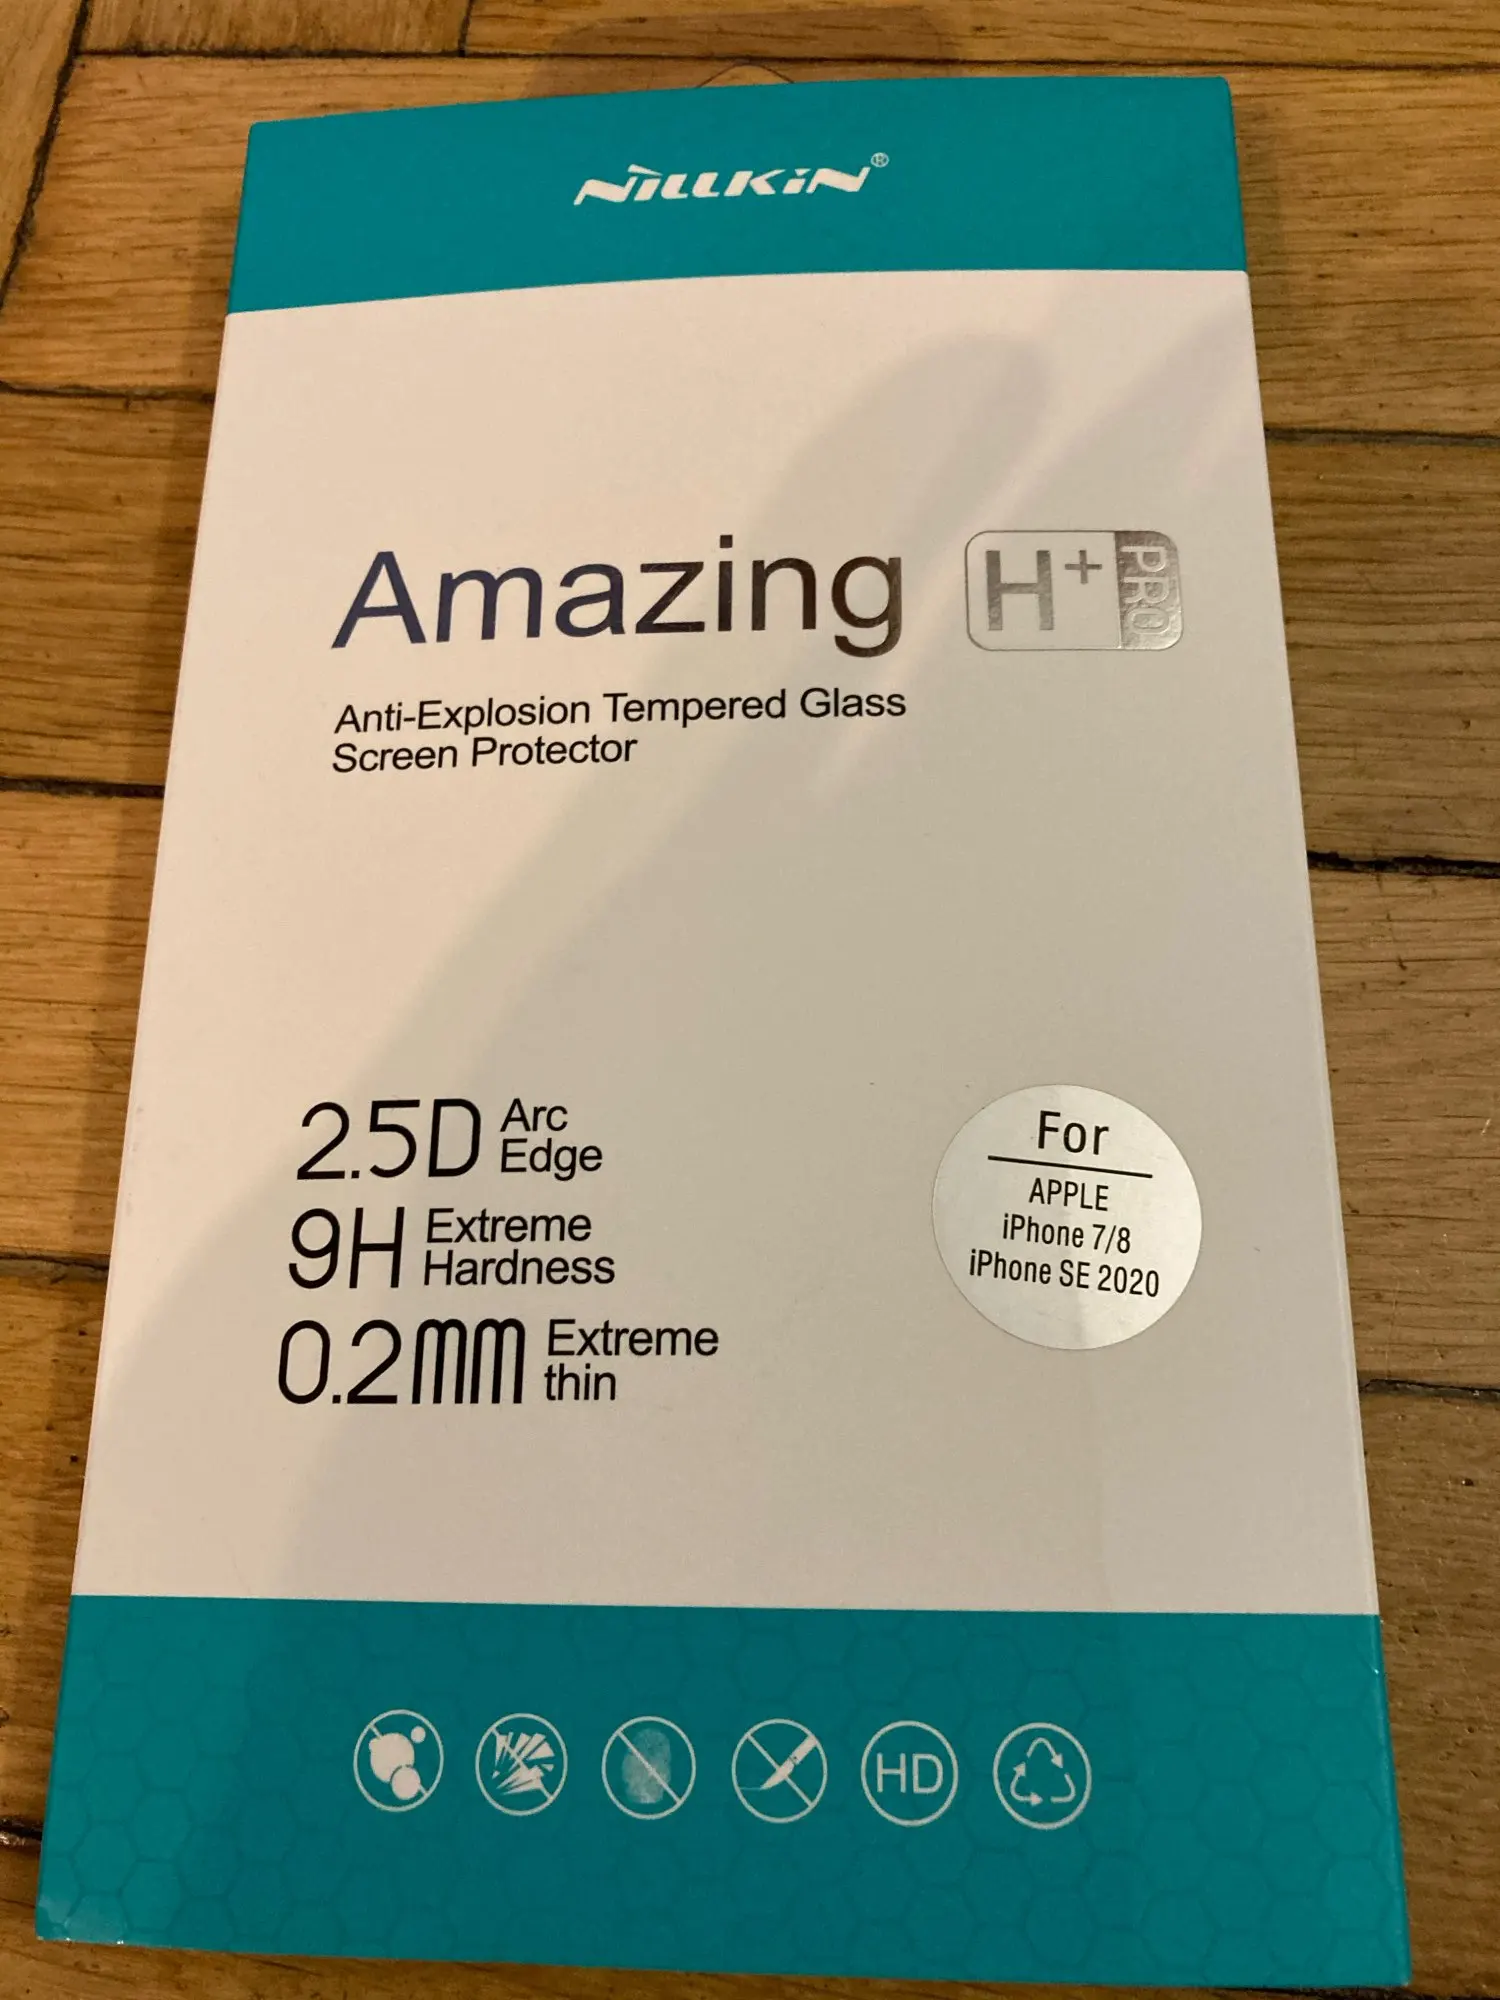 NILLKIN®
Amazing H+ PRO
Anti-Explosion Tempered Glass
Screen Protector
2.5D Arc
Edge
9H Extreme
Hardness
0.2mm Extreme
thin
For
APPLE
iPhone 7/8
iPhone SE 2020
HD